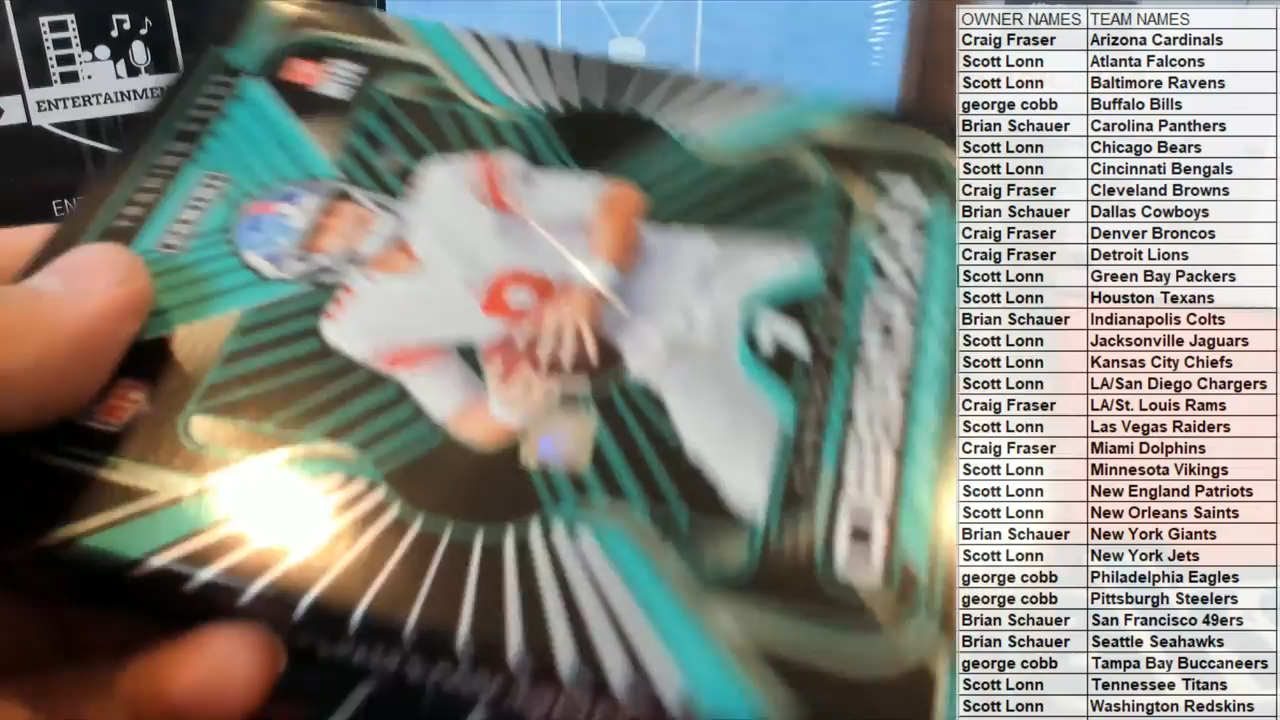 ENTERTAINMEN
EN
OWNER NAMES TEAM NAMES
Craig Fraser Arizona Cardinals
Scott Lonn Atlanta Falcons
Scott Lonn Baltimore Ravens
george cobb Buffalo Bills
Brian Schauer Carolina Panthers
Scott Lonn Chicago Bears
Scott Lonn Cincinnati Bengals
Craig Fraser Cleveland Browns
Brian Schauer Dallas Cowboys
Craig Fraser Denver Broncos
Craig Fraser Detroit Lions
Scott Lonn Green Bay Packers
Scott Lonn Houston Texans
Brian Schauer Indianapolis Colts
Scott Lonn Jacksonville Jaguars
Scott Lonn Kansas City Chiefs
Scott Lonn LA/San Diego Chargers
Craig Fraser LA/St. Louis Rams
Scott Lonn Las Vegas Raiders
Craig Fraser Miami Dolphins
Scott Lonn Minnesota Vikings
Scott Lonn New England Patriots
Scott Lonn New Orleans Saints
Brian Schauer New York Giants
Scott Lonn New York Jets
george cobb Philadelphia Eagles
george cobb Pittsburgh Steelers
Brian Schauer San Francisco 49ers
Brian Schauer Seattle Seahawks
george cobb Tampa Bay Buccaneers
Scott Lonn Tennessee Titans
Scott Lonn Washington Redskins